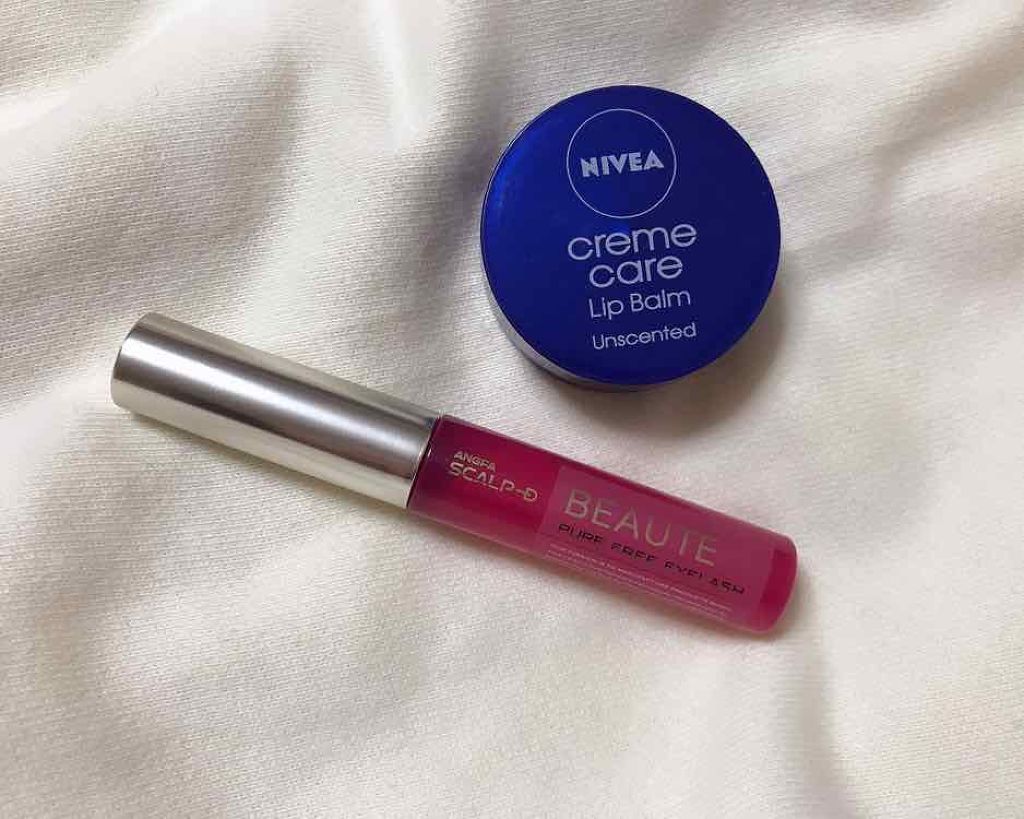 NIVEA
creme
care
Lip Balm
Unscented
ANGFA
SCALP-D
BEAUTE
PURE FREE EYELASH